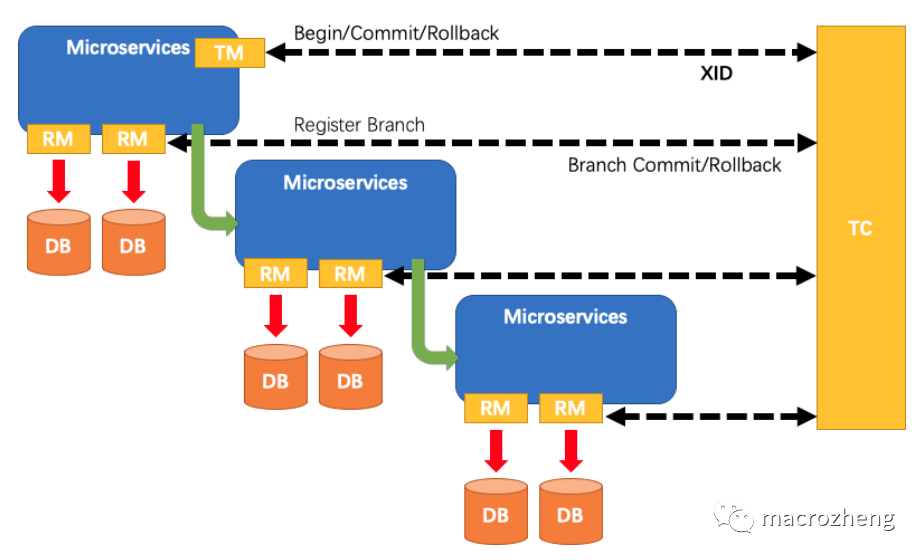 Begin/Commit/Rollback
Microservices
TM
XID
RM
RM
Register Branch
Branch Commit/Rollback
Microservices
DB
DB
TC
RM
RM
Microservices
DB
DB
RM
RM
DB
DB
macrozheng